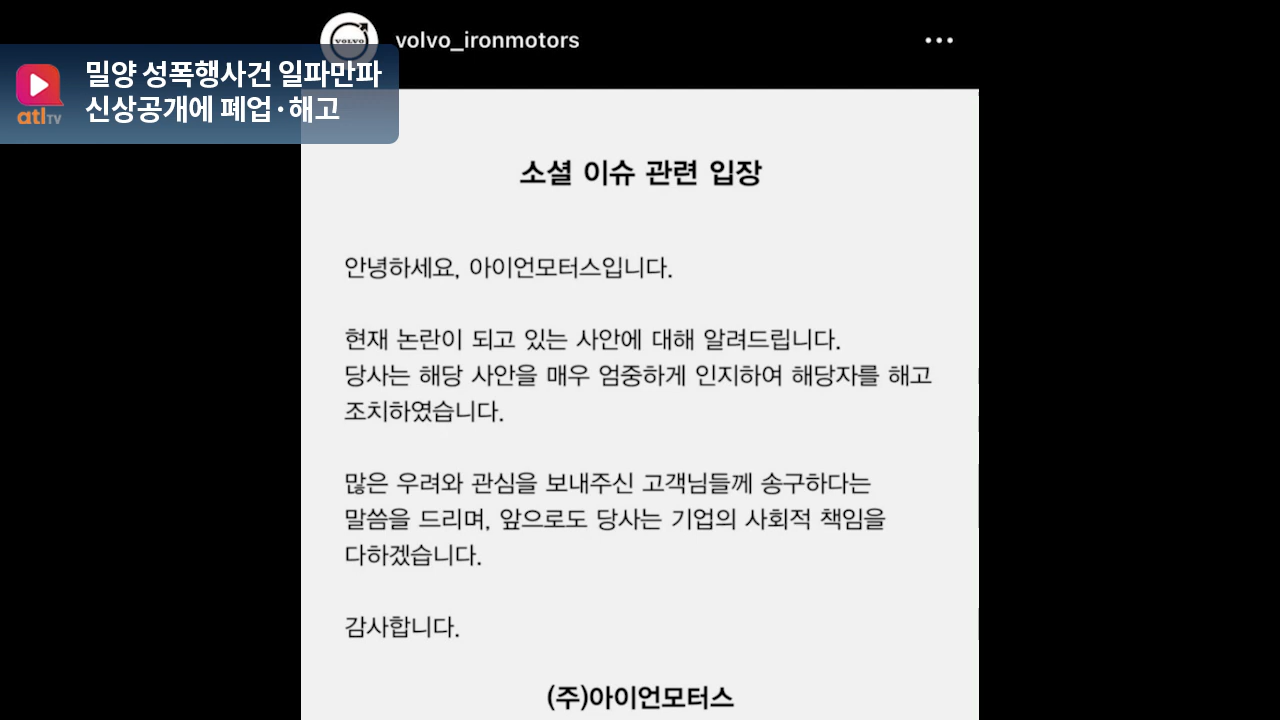 VOLVO
volvo_ironmotors
밀양 성폭행사건 일파만파
신상공개에 폐업·해고
atlTV
소셜 이슈 관련 입장
안녕하세요, 아이언모터스입니다.
현재 논란이 되고 있는 사안에 대해 알려드립니다.
당사는 해당 사안을 매우 엄중하게 인지하여 해당자를 해고
조치하였습니다.
많은 우려와 관심을 보내주신 고객님들께 송구하다는
말씀을 드리며, 앞으로도 당사는 기업의 사회적 책임을
다하겠습니다.
감사합니다.
(주)아이언모터스